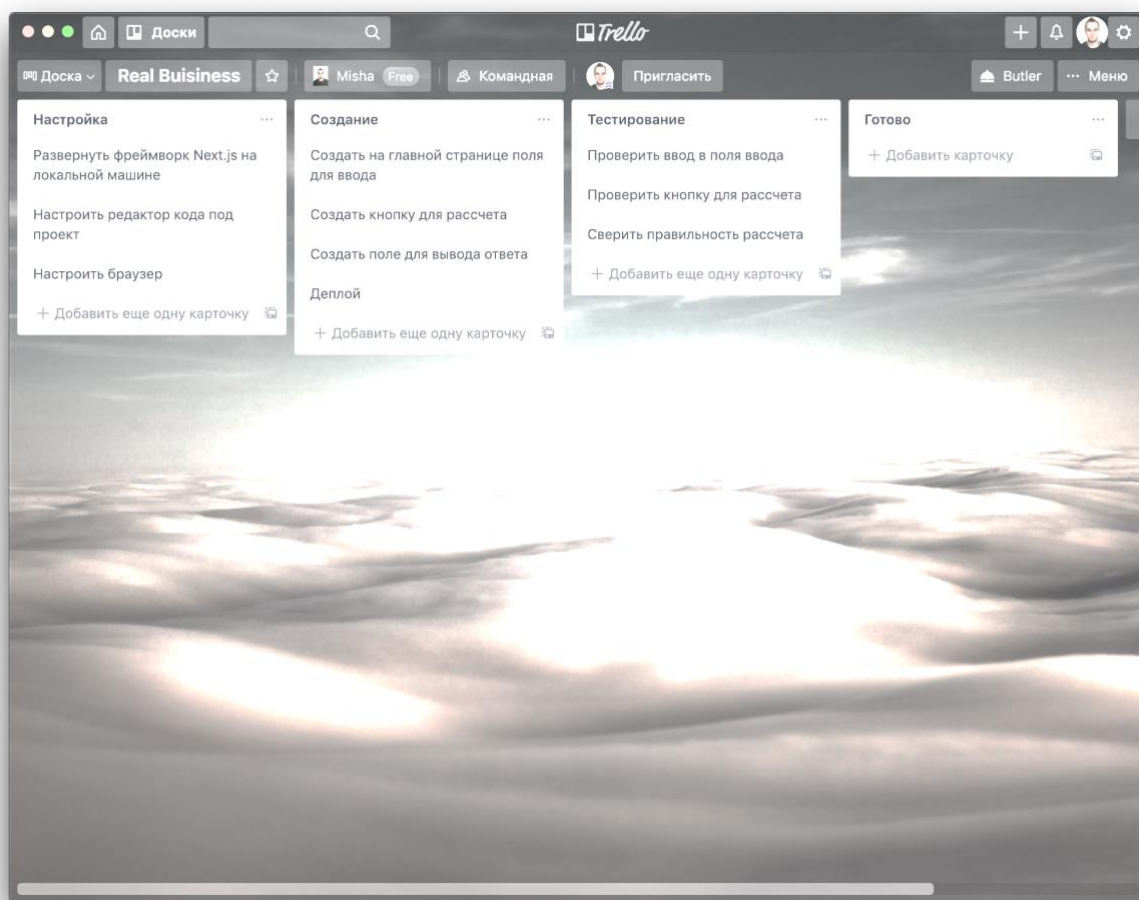 Доски
Trello
Доска
Real Buisiness
Misha Free
Командная
Пригласить
Butler
··· Меню
Настройка
Развернуть фреймворк Next.js на
локальной машине
Настроить редактор кода под
проект
Настроить браузер
+ Добавить еще одну карточку
Создание
Создать на главной странице поля
для ввода
Создать кнопку для рассчета
Создать поле для вывода ответа
Деплой
+ Добавить еще одну карточку
Тестирование
Проверить ввод в поля ввода
Проверить кнопку для рассчета
Сверить правильность рассчета
+ Добавить еще одну карточку
Готово
+ Добавить карточку